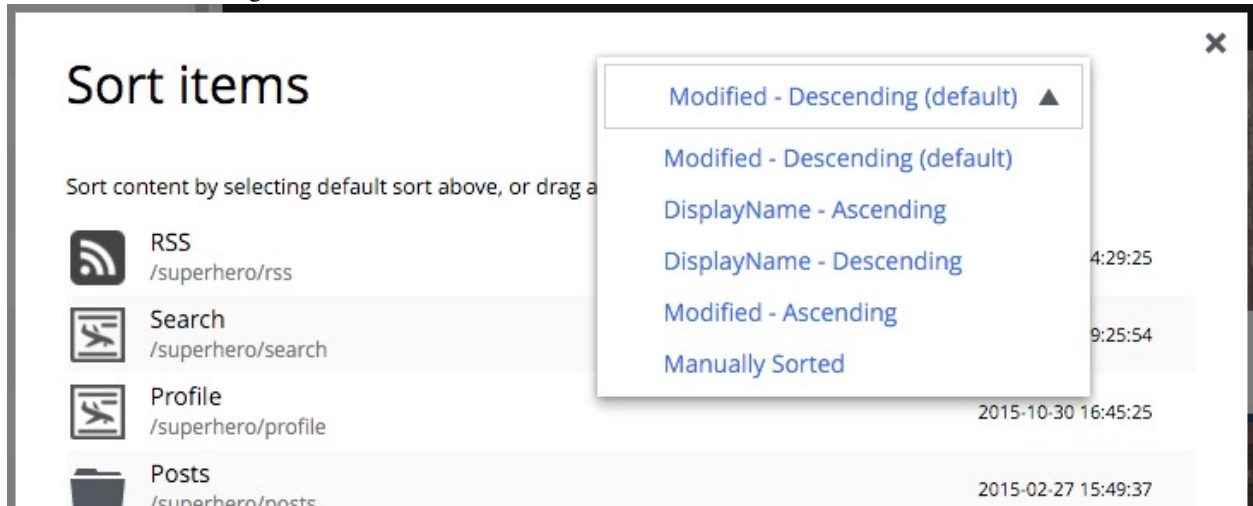 Sort items
Modified - Descending (default)
Modified - Descending (default)
DisplayName - Ascending
DisplayName - Descending
Modified - Ascending
Manually Sorted
Sort content by selecting default sort above, or drag a
RSS
/superhero/rss
4:29:25
Search
/superhero/search
9:25:54
Profile
/superhero/profile
2015-10-30 16:45:25
Posts
/superhero/posts
2015-02-27 15:49:37